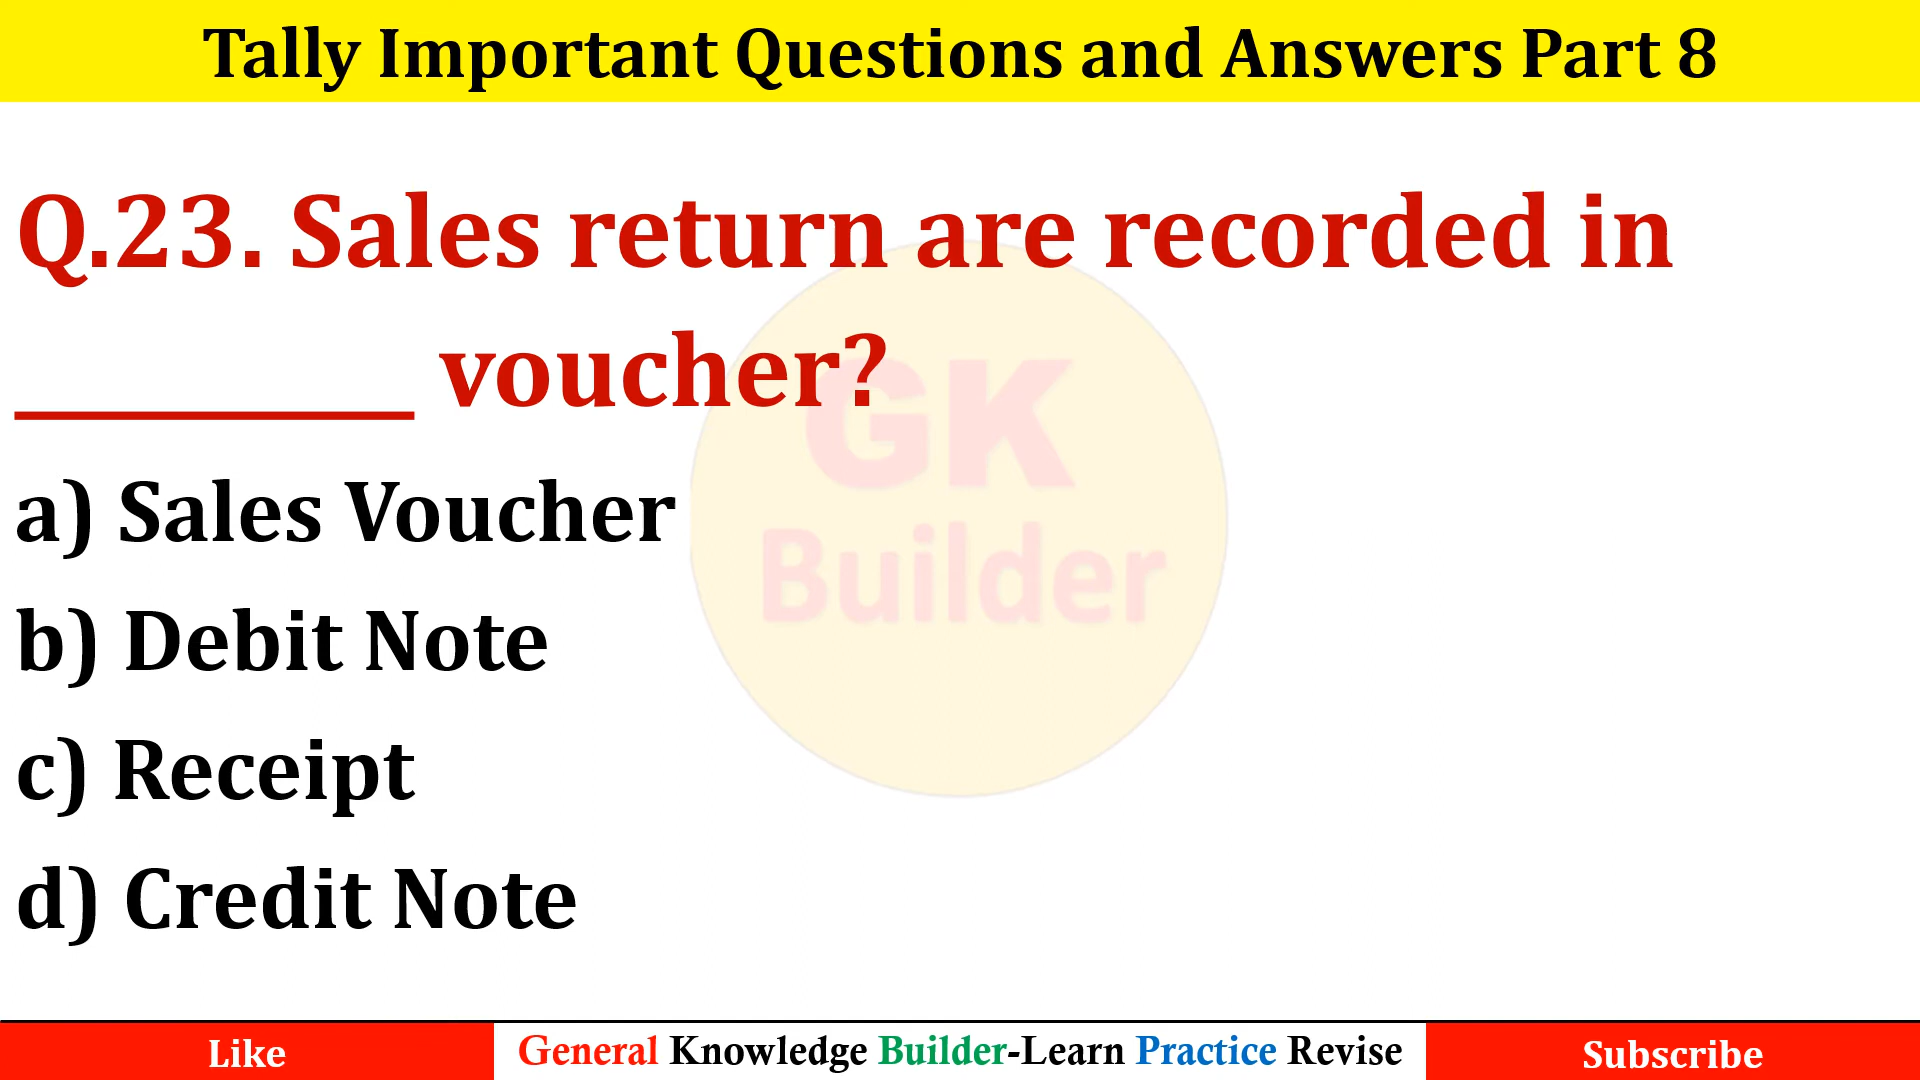 Tally Important Questions and Answers Part 8
Q.23. Sales return are recorded in
________ voucher?
GK
Builder
a) Sales Voucher
b) Debit Note
c) Receipt
d) Credit Note
Like
General Knowledge Builder-Learn Practice Revise
Subscribe